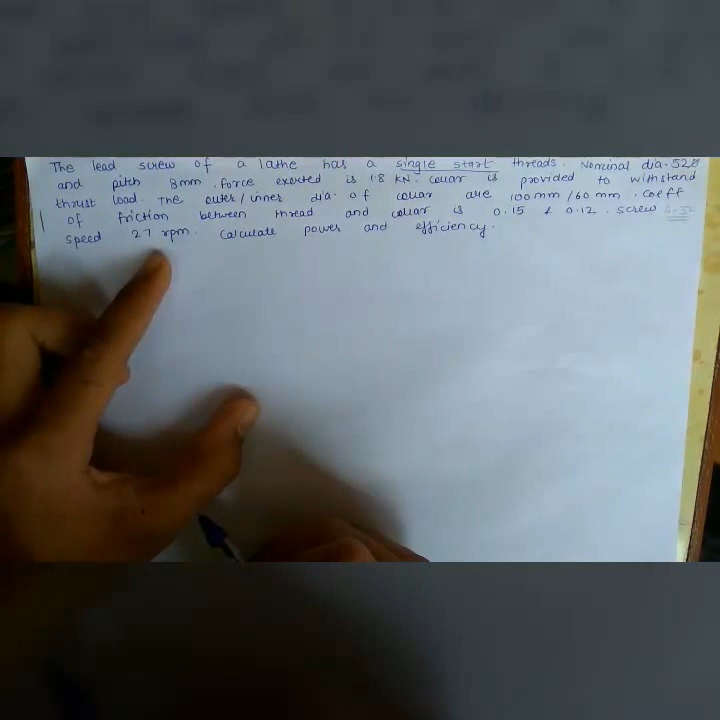 The lead screw of a lathe has a single start threads. Nominal dia. 52
and pitch 8mm. Force exerted is 1.8 KN. collar is provided to withstand
thrust load. The outer/inner dia. of collar are 100mm/60mm. Coeff
of friction between thread and collar is 0.15 & 0.12. Screw
speed 27 rpm. Calculate power and efficiency.